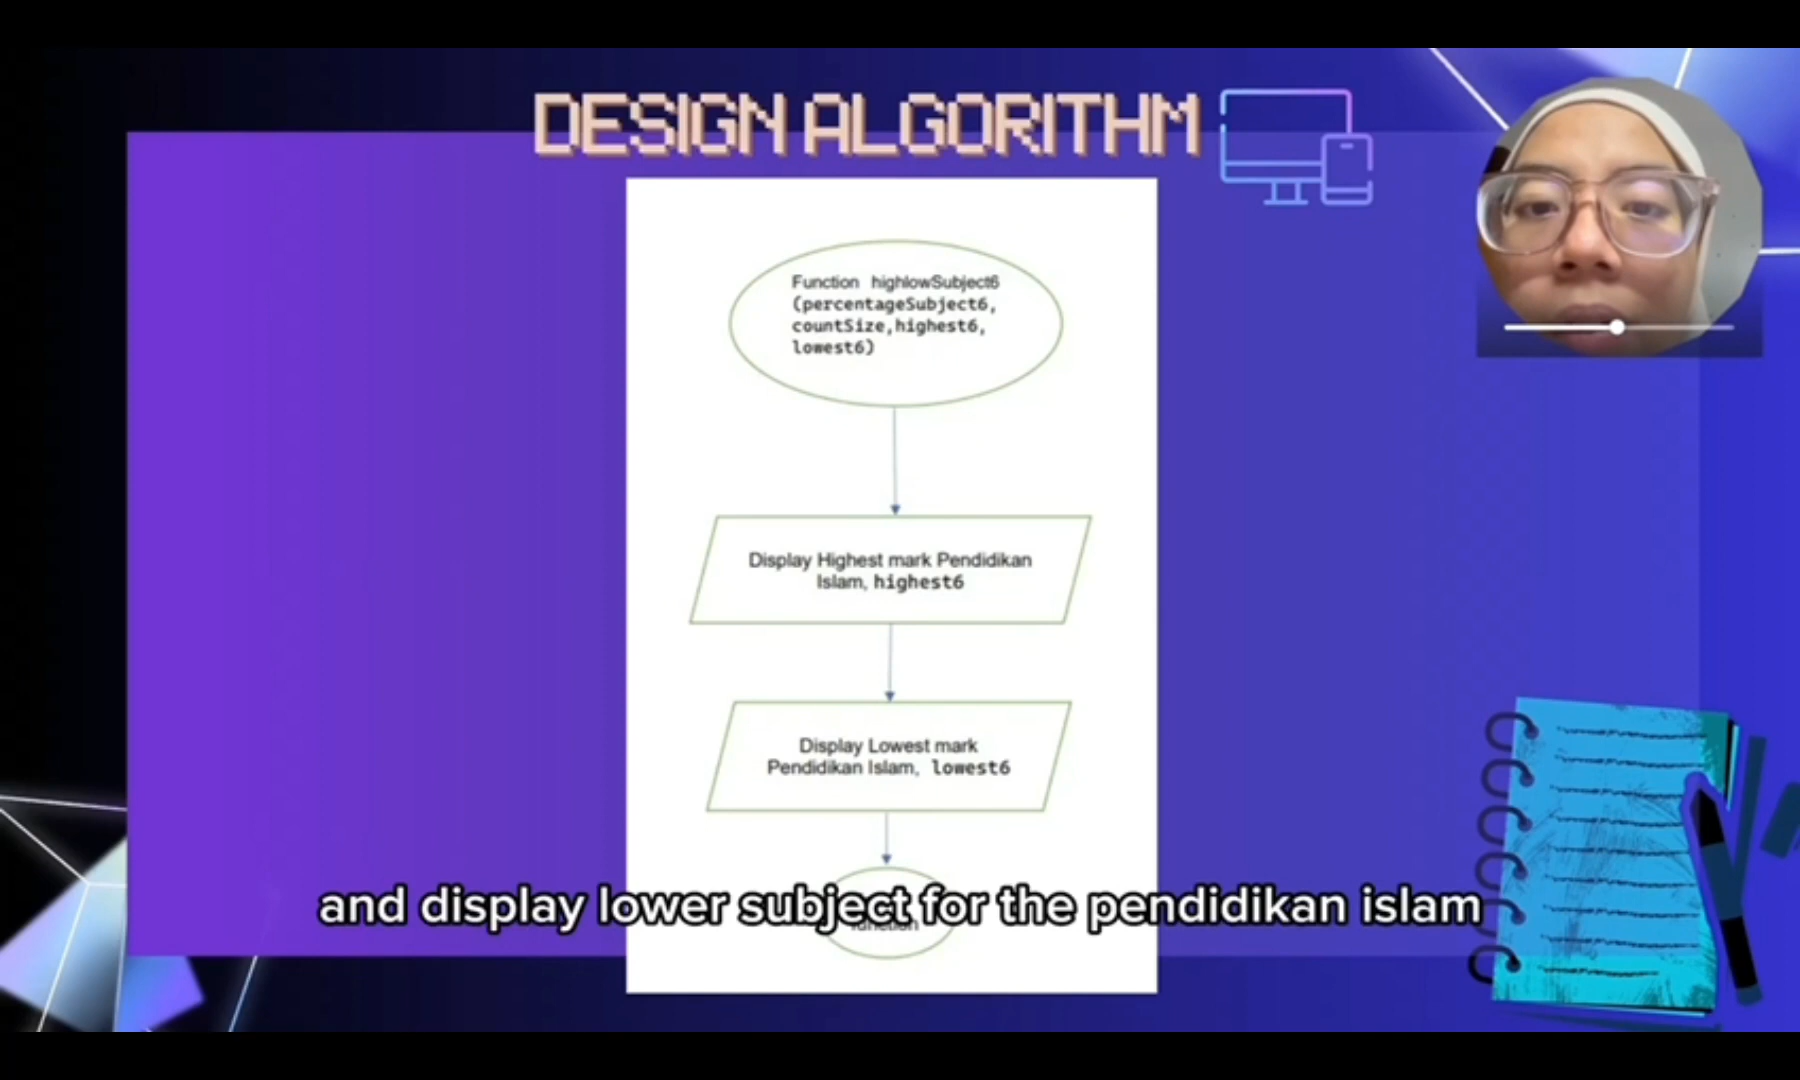 DESIGN ALGORITHM
Function highlowSubject6
(percentageSubject6,
countSize,highest6,
lowest6)
Display Highest mark Pendidikan
Islam, highest6
Display Lowest mark
Pendidikan Islam, lowest6
and display lower subject for the pendidikan islam
function